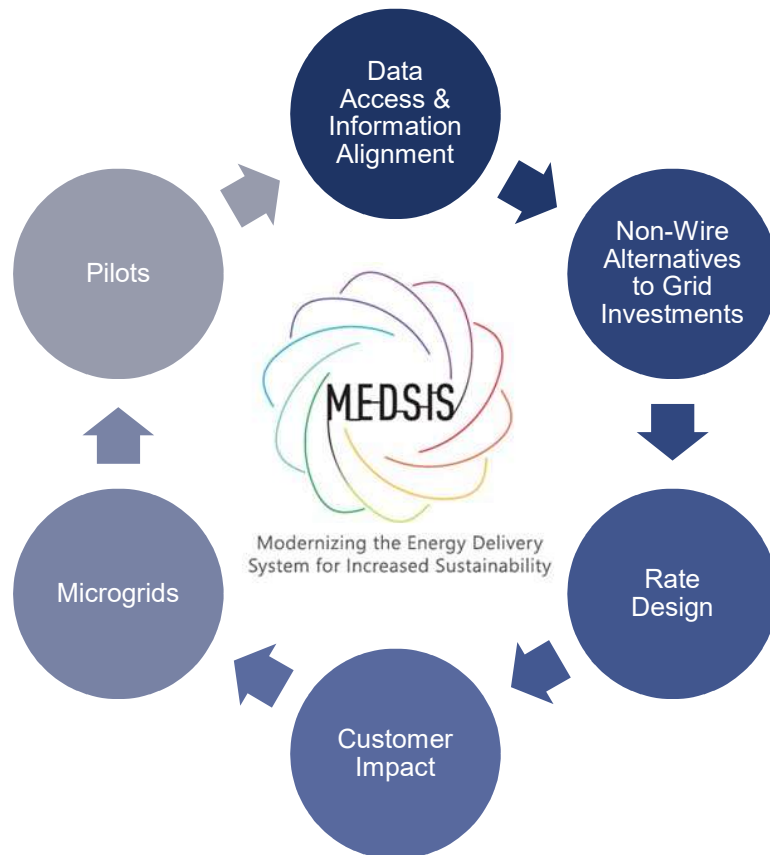 Data
Access &
Information
Alignment
Non-Wire
Alternatives
to Grid
Investments
Rate
Design
Customer
Impact
Microgrids
Pilots
MEDSIS
Modernizing the Energy Delivery
System for Increased Sustainability